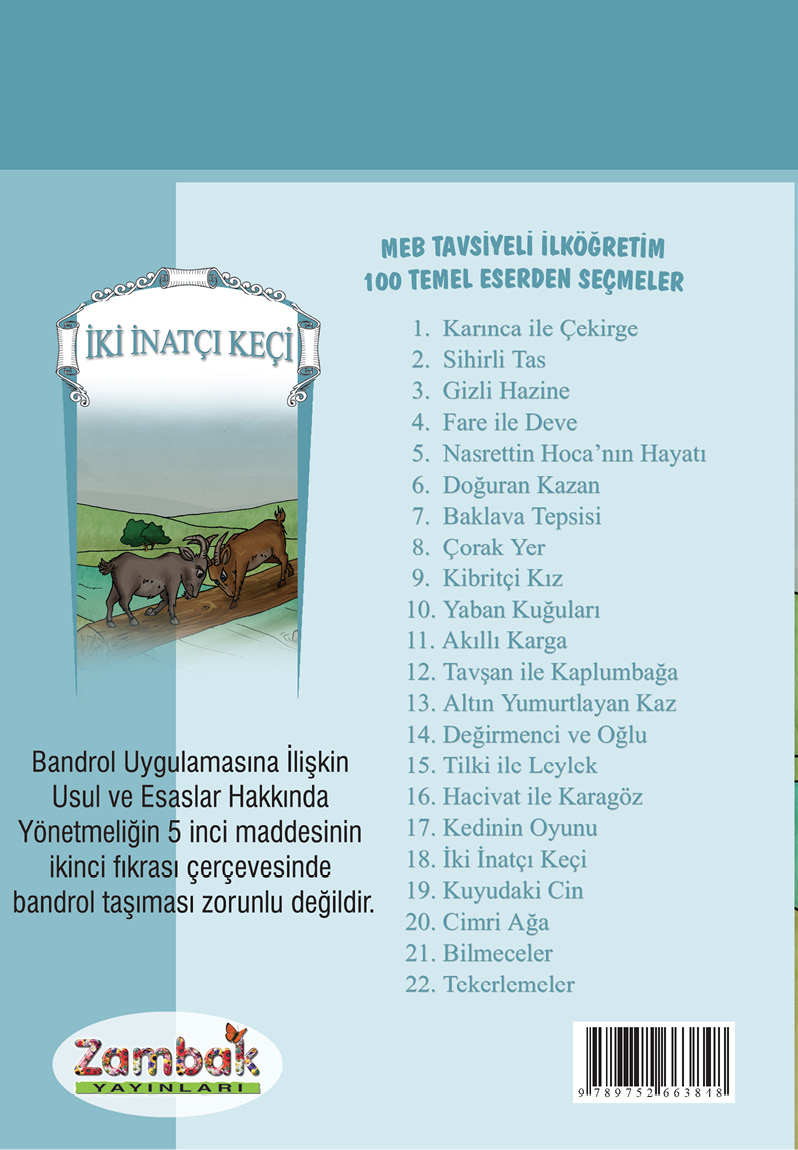 MEB TAVSİYELİ İLKÖĞRETİM
100 TEMEL ESERDEN SEÇMELER
İKİ İNATÇI KEÇİ
1. Karınca ile Çekirge
2. Sihirli Tas
3. Gizli Hazine
4. Fare ile Deve
5. Nasrettin Hoca’nın Hayatı
6. Doğuran Kazan
7. Baklava Tepsisi
8. Çorak Yer
9. Kibritçi Kız
10. Yaban Kuğuları
11. Akıllı Karga
12. Tavşan ile Kaplumbağa
13. Altın Yumurtlayan Kaz
14. Değirmenci ve Oğlu
15. Tilki ile Leylek
16. Hacivat ile Karagöz
17. Kedinin Oyunu
18. İki İnatçı Keçi
19. Kuyudaki Cin
20. Cimri Ağa
21. Bilmeceler
22. Tekerlemeler
Bandrol Uygulamasına İlişkin
Usul ve Esaslar Hakkında
Yönetmeliğin 5 inci maddesinin
ikinci fıkrası çerçevesinde
bandrol taşıması zorunlu değildir.
Zambak
YAYINLARI
9 789752 663848